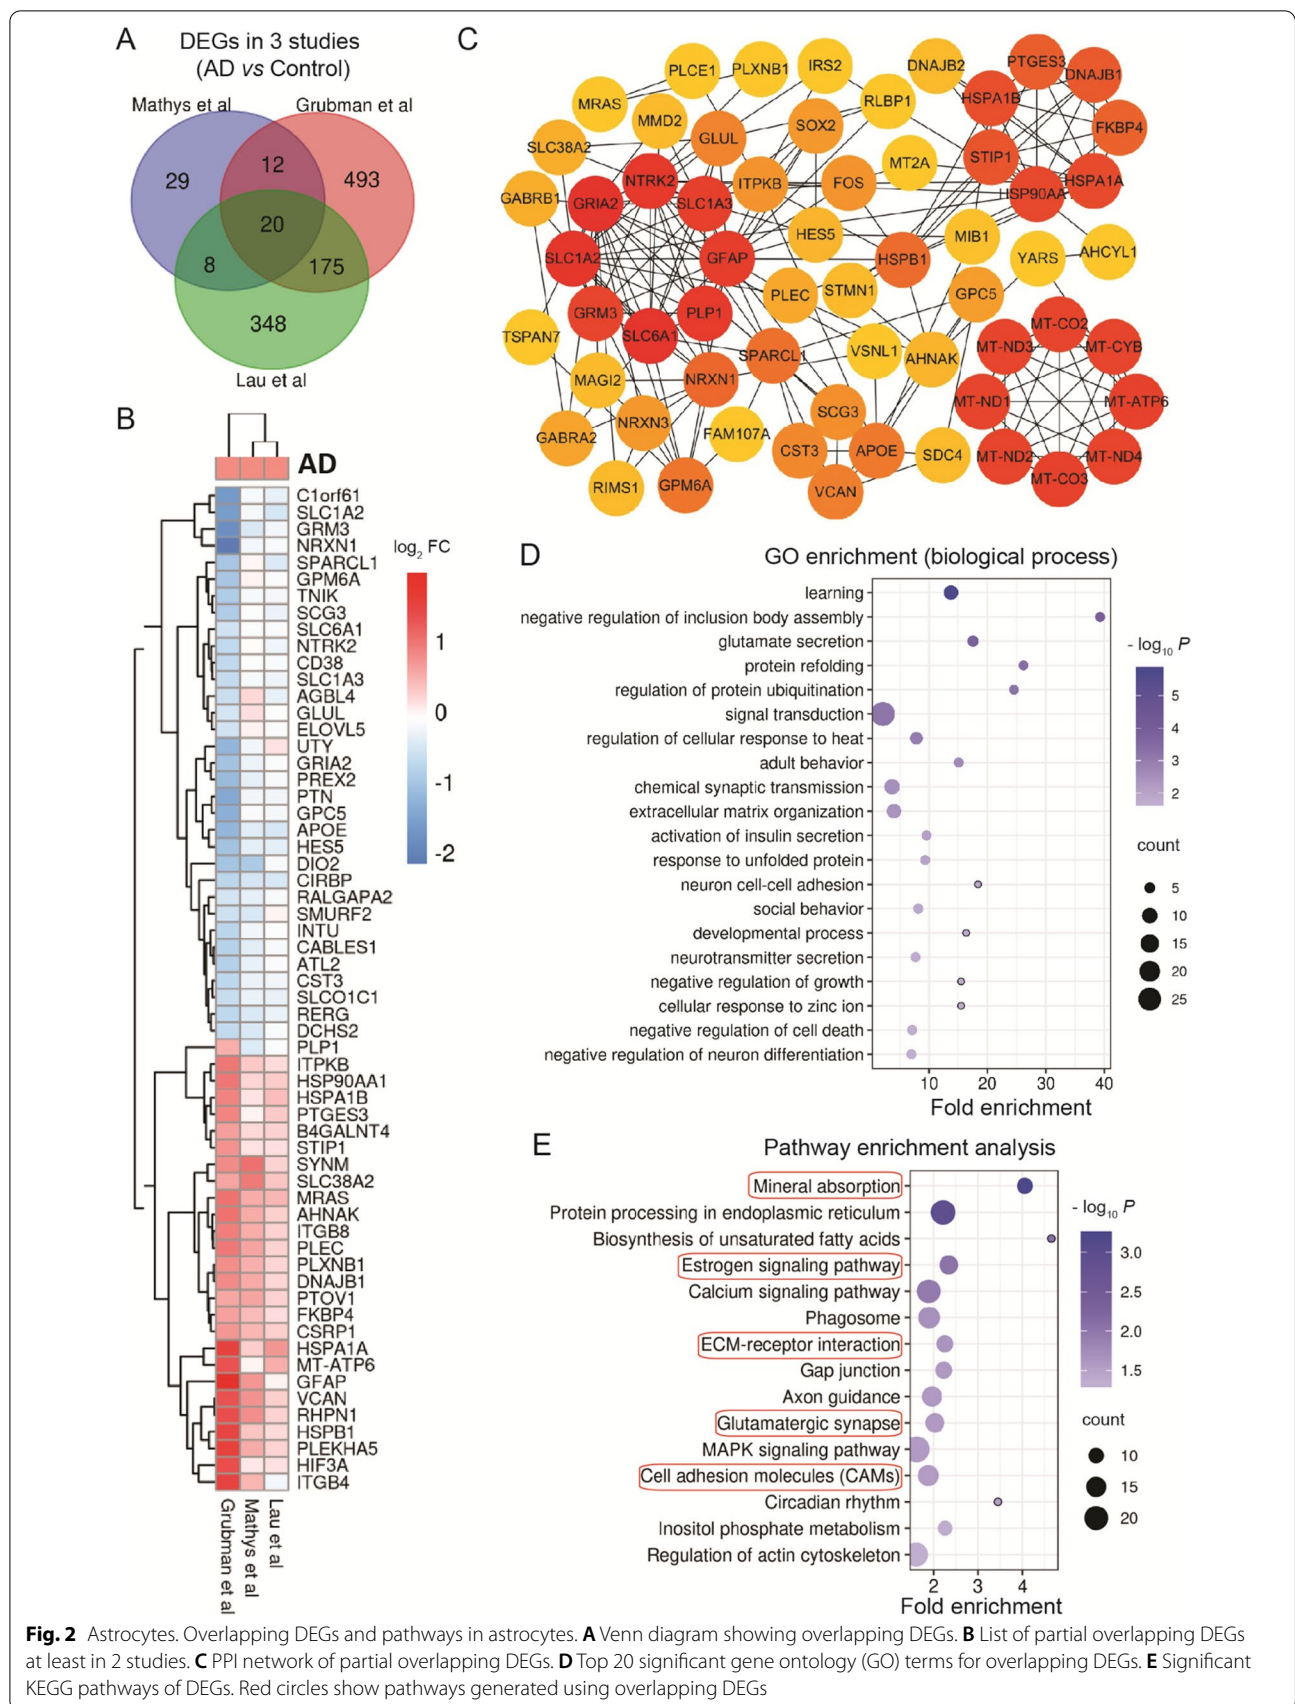 A
DEGs in 3 studies
(AD vs Control)
Mathys et al
Grubman et al
29
12
493
20
8
175
348
Lau et al
B
AD
C1orf61
SLC1A2
GRM3
NRXN1
SPARCL1
GPM6A
TNIK
SCG3
SLC6A1
NTRK2
CD38
SLC1A3
AGBL4
GLUL
ELOVL5
UTY
GRIA2
PREX2
PTN
GPC5
APOE
HES5
DIO2
CIRBP
RALGAPA2
SMURF2
INTU
CABLES1
ATL2
CST3
SLCO1C1
RERG
DCHS2
PLP1
ITPKB
HSP90AA1
HSPA1B
PTGES3
B4GALNT4
STIP1
SYNM
SLC38A2
MRAS
AHNAK
ITGB8
PLEC
PLXNB1
DNAJB1
PTOV1
FKBP4
CSRP1
HSPA1A
MT-ATP6
GFAP
VCAN
RHPN1
HSPB1
PLEKHA5
HIF3A
ITGB4
Grubman et al
Mathys et al
Lau et al
log2 FC
1
0
-1
-2
C
PLCE1
PLXNB1
IRS2
DNAJB2
PTGES3
DNAJB1
MRAS
MMD2
RLBP1
HSPA1B
FKBP4
SLC38A2
GLUL
SOX2
STIP1
MT2A
NTRK2
ITPKB
FOS
HSPA1A
GABRB1
GRIA2
SLC1A3
HSP90AA
HES5
MIB1
SLC1A2
GFAP
HSPB1
YARS
AHCYL1
PLEC
STMN1
GPC5
GRM3
PLP1
MT-CO2
TSPAN7
SLC6A1
SPARCL1
VSNL1
AHNAK
MT-ND3
MT-CYB
MAGI2
NRXN1
MT-ND1
MT-ATP6
NRXN3
SCG3
GABRA2
FAM107A
CST3
APOE
SDC4
MT-ND2
MT-ND4
RIMS1
GPM6A
VCAN
MT-CO3
D
GO enrichment (biological process)
learning
negative regulation of inclusion body assembly
glutamate secretion
protein refolding
regulation of protein ubiquitination
signal transduction
regulation of cellular response to heat
adult behavior
chemical synaptic transmission
extracellular matrix organization
activation of insulin secretion
response to unfolded protein
neuron cell-cell adhesion
social behavior
developmental process
neurotransmitter secretion
negative regulation of growth
cellular response to zinc ion
negative regulation of cell death
negative regulation of neuron differentiation
10 20 30 40
Fold enrichment
- log10 P
5
4
3
2
count
5
10
15
20
25
E
Pathway enrichment analysis
Mineral absorption
Protein processing in endoplasmic reticulum
Biosynthesis of unsaturated fatty acids
Estrogen signaling pathway
Calcium signaling pathway
Phagosome
ECM-receptor interaction
Gap junction
Axon guidance
Glutamatergic synapse
MAPK signaling pathway
Cell adhesion molecules (CAMs)
Circadian rhythm
Inositol phosphate metabolism
Regulation of actin cytoskeleton
2 3 4
Fold enrichment
- log10 P
3.0
2.5
2.0
1.5
count
10
15
20
Fig. 2 Astrocytes. Overlapping DEGs and pathways in astrocytes. A Venn diagram showing overlapping DEGs. B List of partial overlapping DEGs
at least in 2 studies. C PPI network of partial overlapping DEGs. D Top 20 significant gene ontology (GO) terms for overlapping DEGs. E Significant
KEGG pathways of DEGs. Red circles show pathways generated using overlapping DEGs